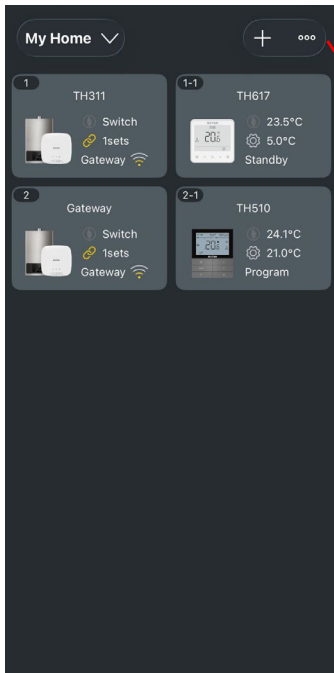 My Home
1
TH311
Switch
1sets
Gateway
1-1
TH617
23.5°C
5.0°C
Standby
2
Gateway
Switch
1sets
Gateway
2-1
TH510
24.1°C
21.0°C
Program